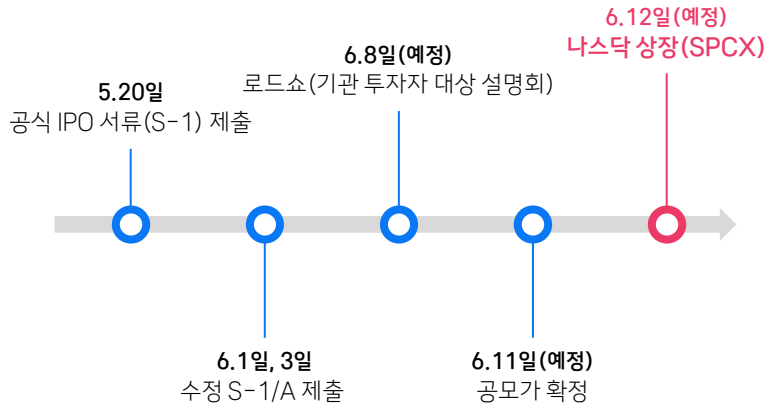 5.20일
공식 IPO 서류(S-1) 제출
6.1일, 3일
수정 S-1/A 제출
6.8일(예정)
로드쇼(기관 투자자 대상 설명회)
6.11일(예정)
공모가 확정
6.12일(예정)
나스닥 상장(SPCX)